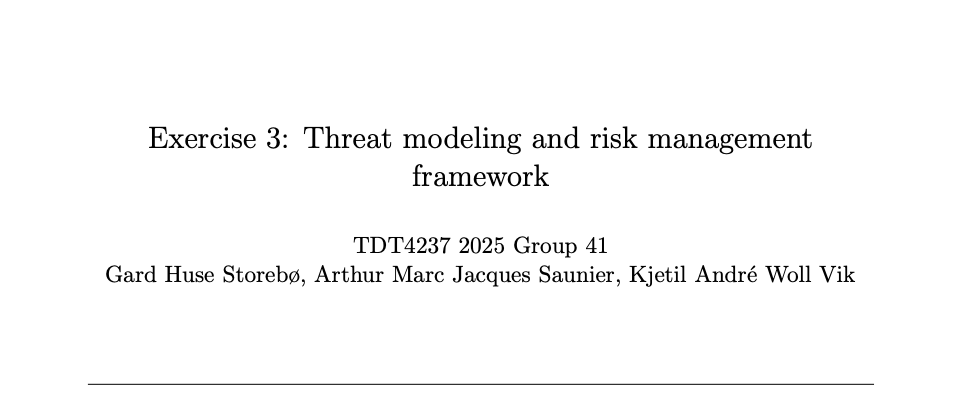 Exercise 3: Threat modeling and risk management
framework
TDT4237 2025 Group 41
Gard Huse Storebø, Arthur Marc Jacques Saunier, Kjetil André Woll Vik